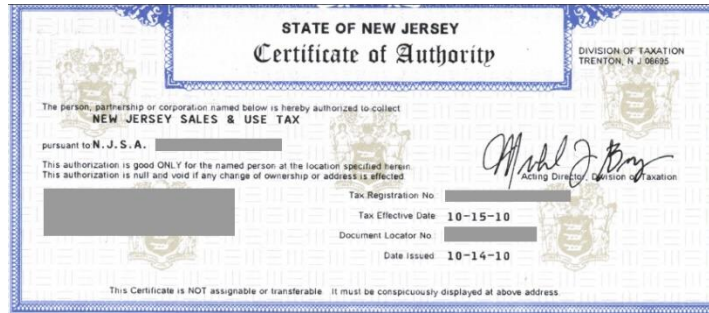 STATE OF NEW JERSEY
Certificate of Authority
DIVISION OF TAXATION
TRENTON, N J 08695
The person, partnership or corporation named below is hereby authorized to collect
NEW JERSEY SALES & USE TAX
pursuant to N.J.S.A.
This authorization is good ONLY for the named person at the location specified herein.
This authorization is null and void if any change of ownership or address is effected.
Acting Director, Division of Taxation
Tax Registration No.
Tax Effective Date 10-15-10
Document Locator No.
Date Issued 10-14-10
This Certificate is NOT assignable or transferable. It must be conspicuously displayed at above address.